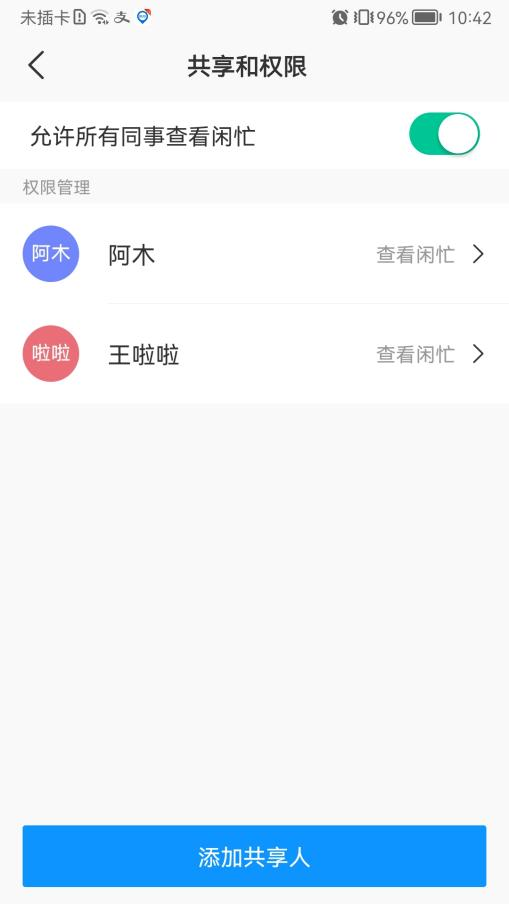 未插卡 96% 10:42
共享和权限
允许所有同事查看闲忙
权限管理
阿木 阿木 查看闲忙
啦啦 王啦啦 查看闲忙
添加共享人